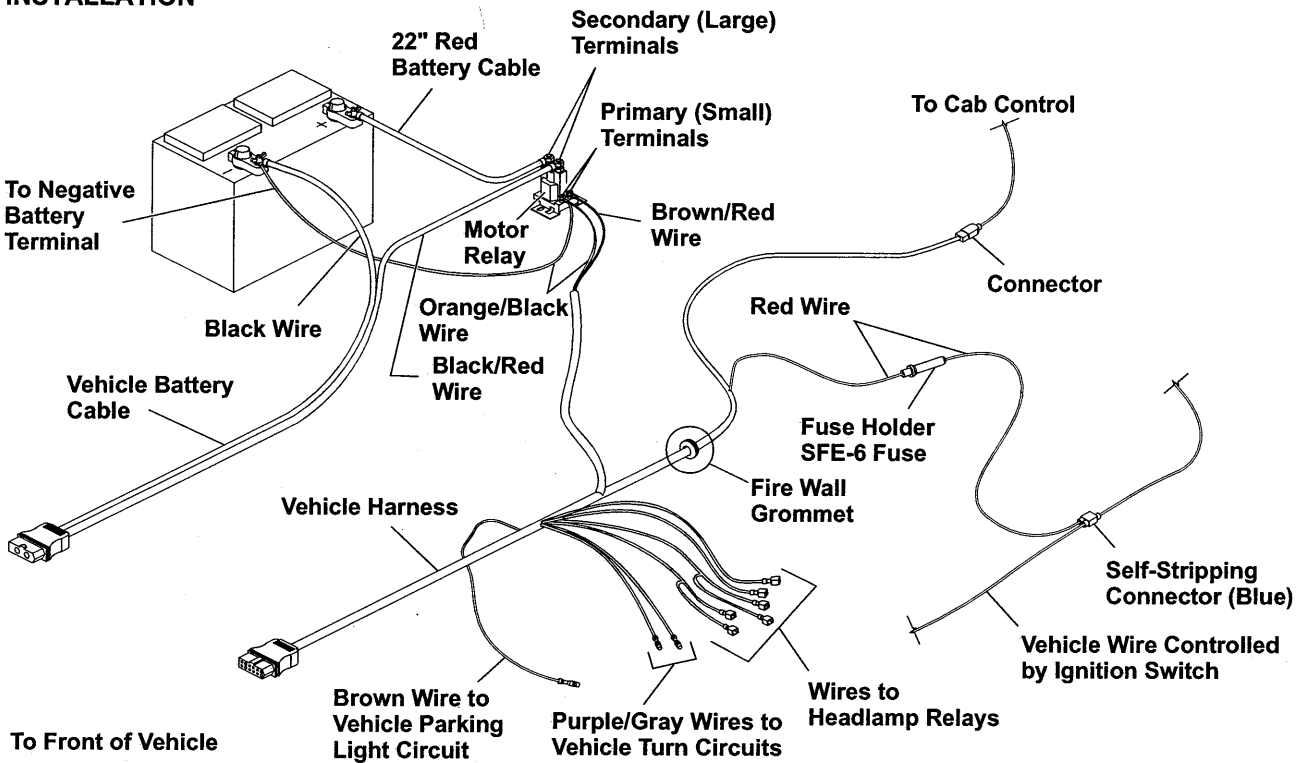 INSTALLATION
Secondary (Large)
Terminals
22" Red
Battery Cable
To Cab Control
Primary (Small)
Terminals
To Negative
Battery
Terminal
Motor
Relay
Brown/Red
Wire
Connector
Black Wire
Orange/Black
Wire
Red Wire
Black/Red
Wire
Vehicle Battery
Cable
Fuse Holder
SFE-6 Fuse
Fire Wall
Grommet
Vehicle Harness
Self-Stripping
Connector (Blue)
Vehicle Wire Controlled
by Ignition Switch
Brown Wire to
Vehicle Parking
Light Circuit
Purple/Gray Wires to
Vehicle Turn Circuits
Wires to
Headlamp Relays
To Front of Vehicle